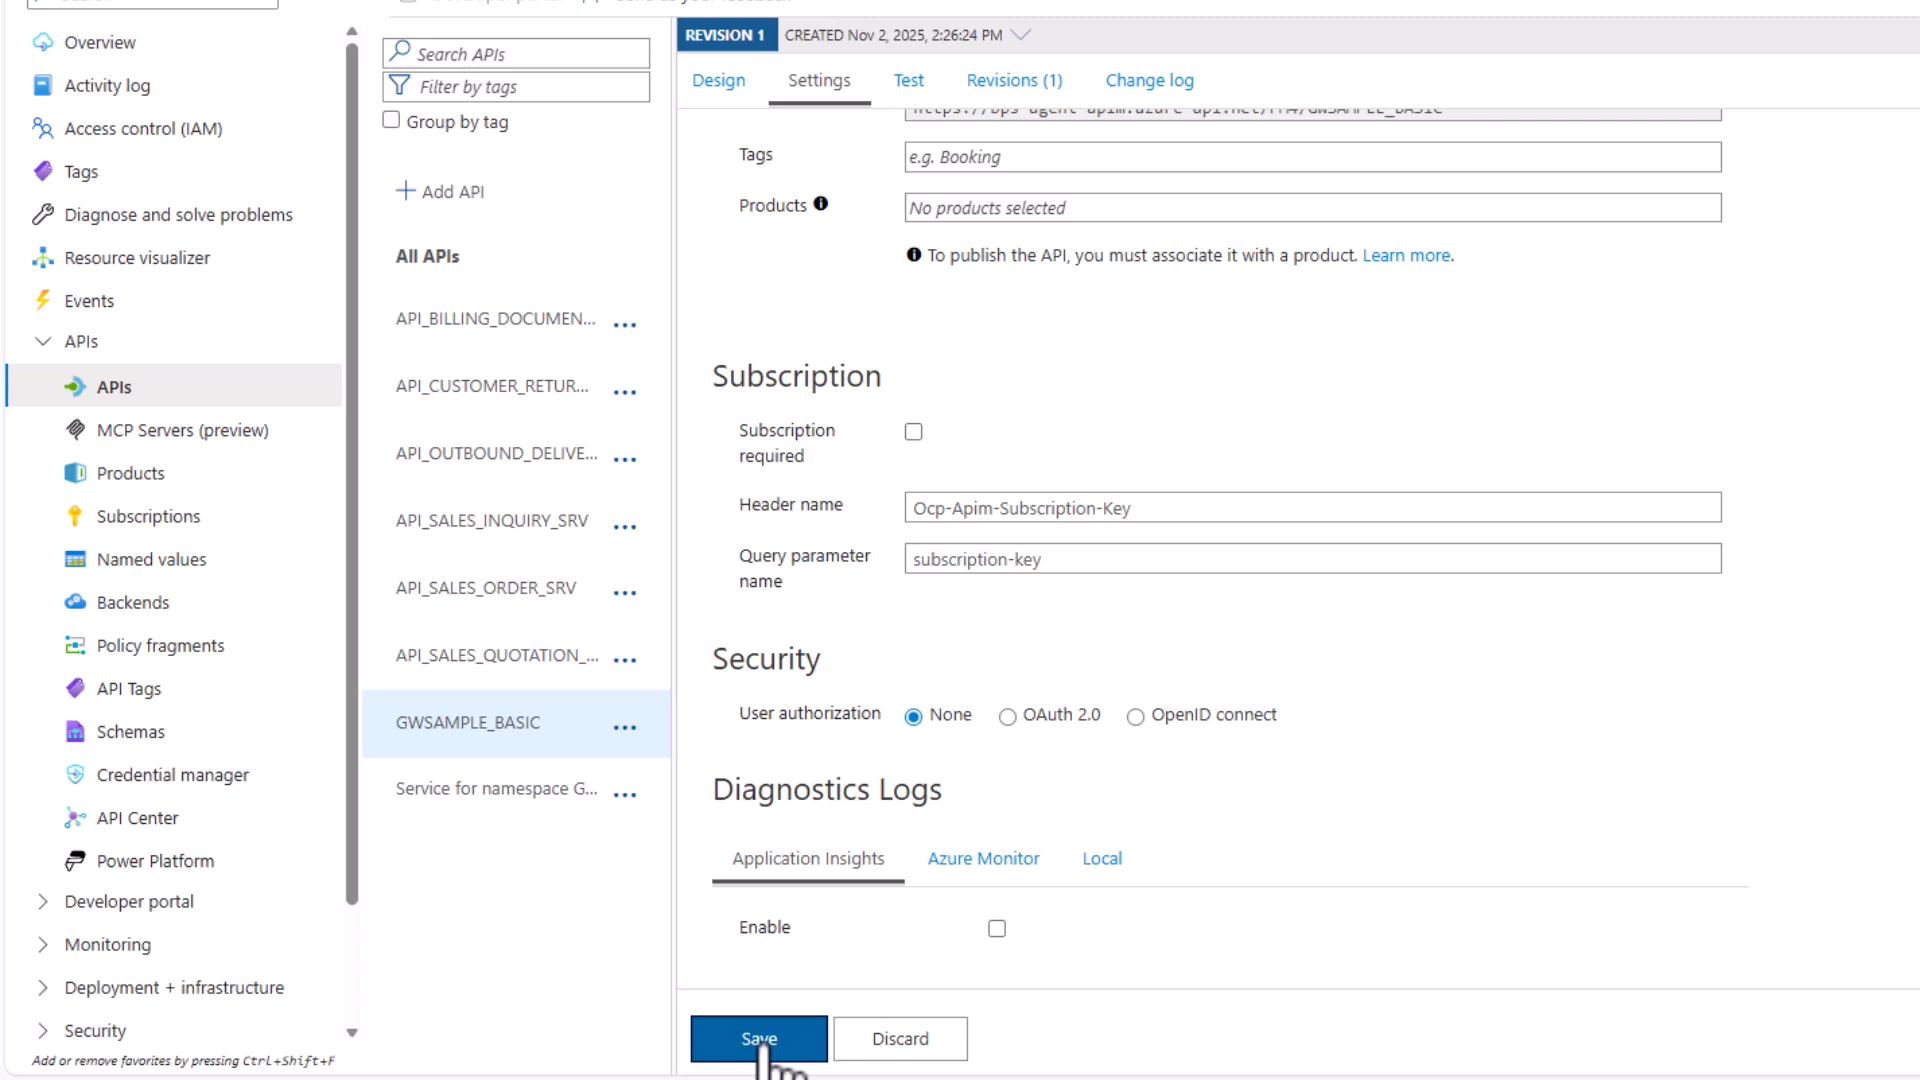 Overview
Activity log
Access control (IAM)
Tags
Diagnose and solve problems
Resource visualizer
Events
APIs
APIs
MCP Servers (preview)
Products
Subscriptions
Named values
Backends
Policy fragments
API Tags
Schemas
Credential manager
API Center
Power Platform
Developer portal
Monitoring
Deployment + infrastructure
Security
Add or remove favorites by pressing Ctrl+Shift+F
Search APIs
Filter by tags
Group by tag
Add API
All APIs
API_BILLING_DOCUMEN...
API_CUSTOMER_RETUR...
API_OUTBOUND_DELIVE...
API_SALES_INQUIRY_SRV
API_SALES_ORDER_SRV
API_SALES_QUOTATION_...
GWSAMPLE_BASIC
Service for namespace G...
REVISION 1 CREATED Nov 2, 2025, 2:26:24 PM
Design Settings Test Revisions (1) Change log
https://bps-agent-apim.azure-api.net/
Tags e.g. Booking
Products No products selected
To publish the API, you must associate it with a product. Learn more.
Subscription
Subscription
required
Header name Ocp-Apim-Subscription-Key
Query parameter
name subscription-key
Security
User authorization None OAuth 2.0 OpenID connect
Diagnostics Logs
Application Insights Azure Monitor Local
Enable
Save Discard